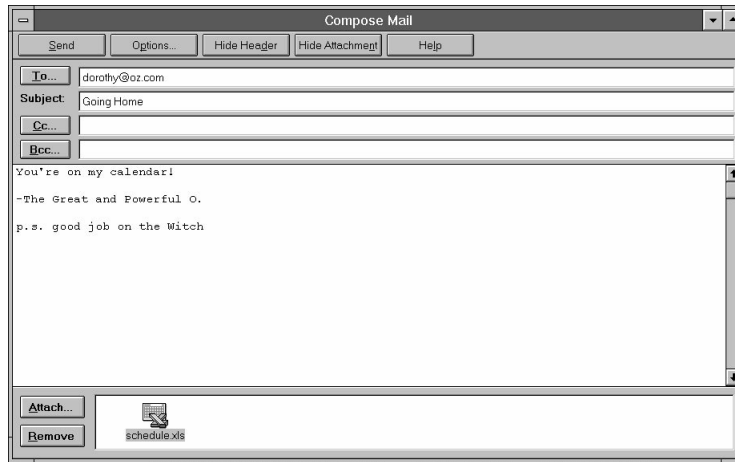 Compose Mail
Send Options... Hide Header Hide Attachment Help
To... dorothy@oz.com
Subject: Going Home
Cc...
Bcc...
You're on my calendar!
-The Great and Powerful O.
p.s. good job on the Witch
Attach...
Remove
schedule.xls